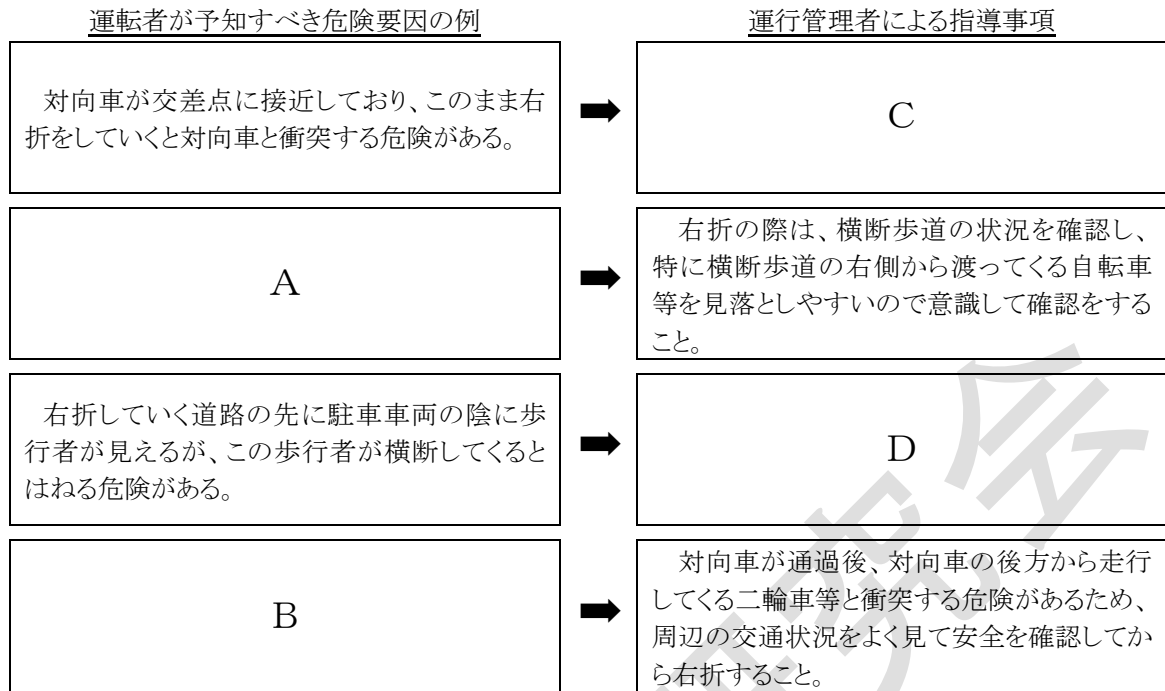 運転者が予知すべき危険要因の例
運行管理者による指導事項
対向車が交差点に接近しており、このまま右
折をしていくと対向車と衝突する危険がある。
C
A
右折の際は、横断歩道の状況を確認し、
特に横断歩道の右側から渡ってくる自転車
等を見落としやすいので意識して確認をする
こと。
右折していく道路の先に駐車車両の陰に歩
行者が見えるが、この歩行者が横断してくると
はねる危険がある。
D
B
対向車が通過後、対向車の後方から走行
してくる二輪車等と衝突する危険があるため、
周辺の交通状況をよく見て安全を確認してか
ら右折すること。
究会